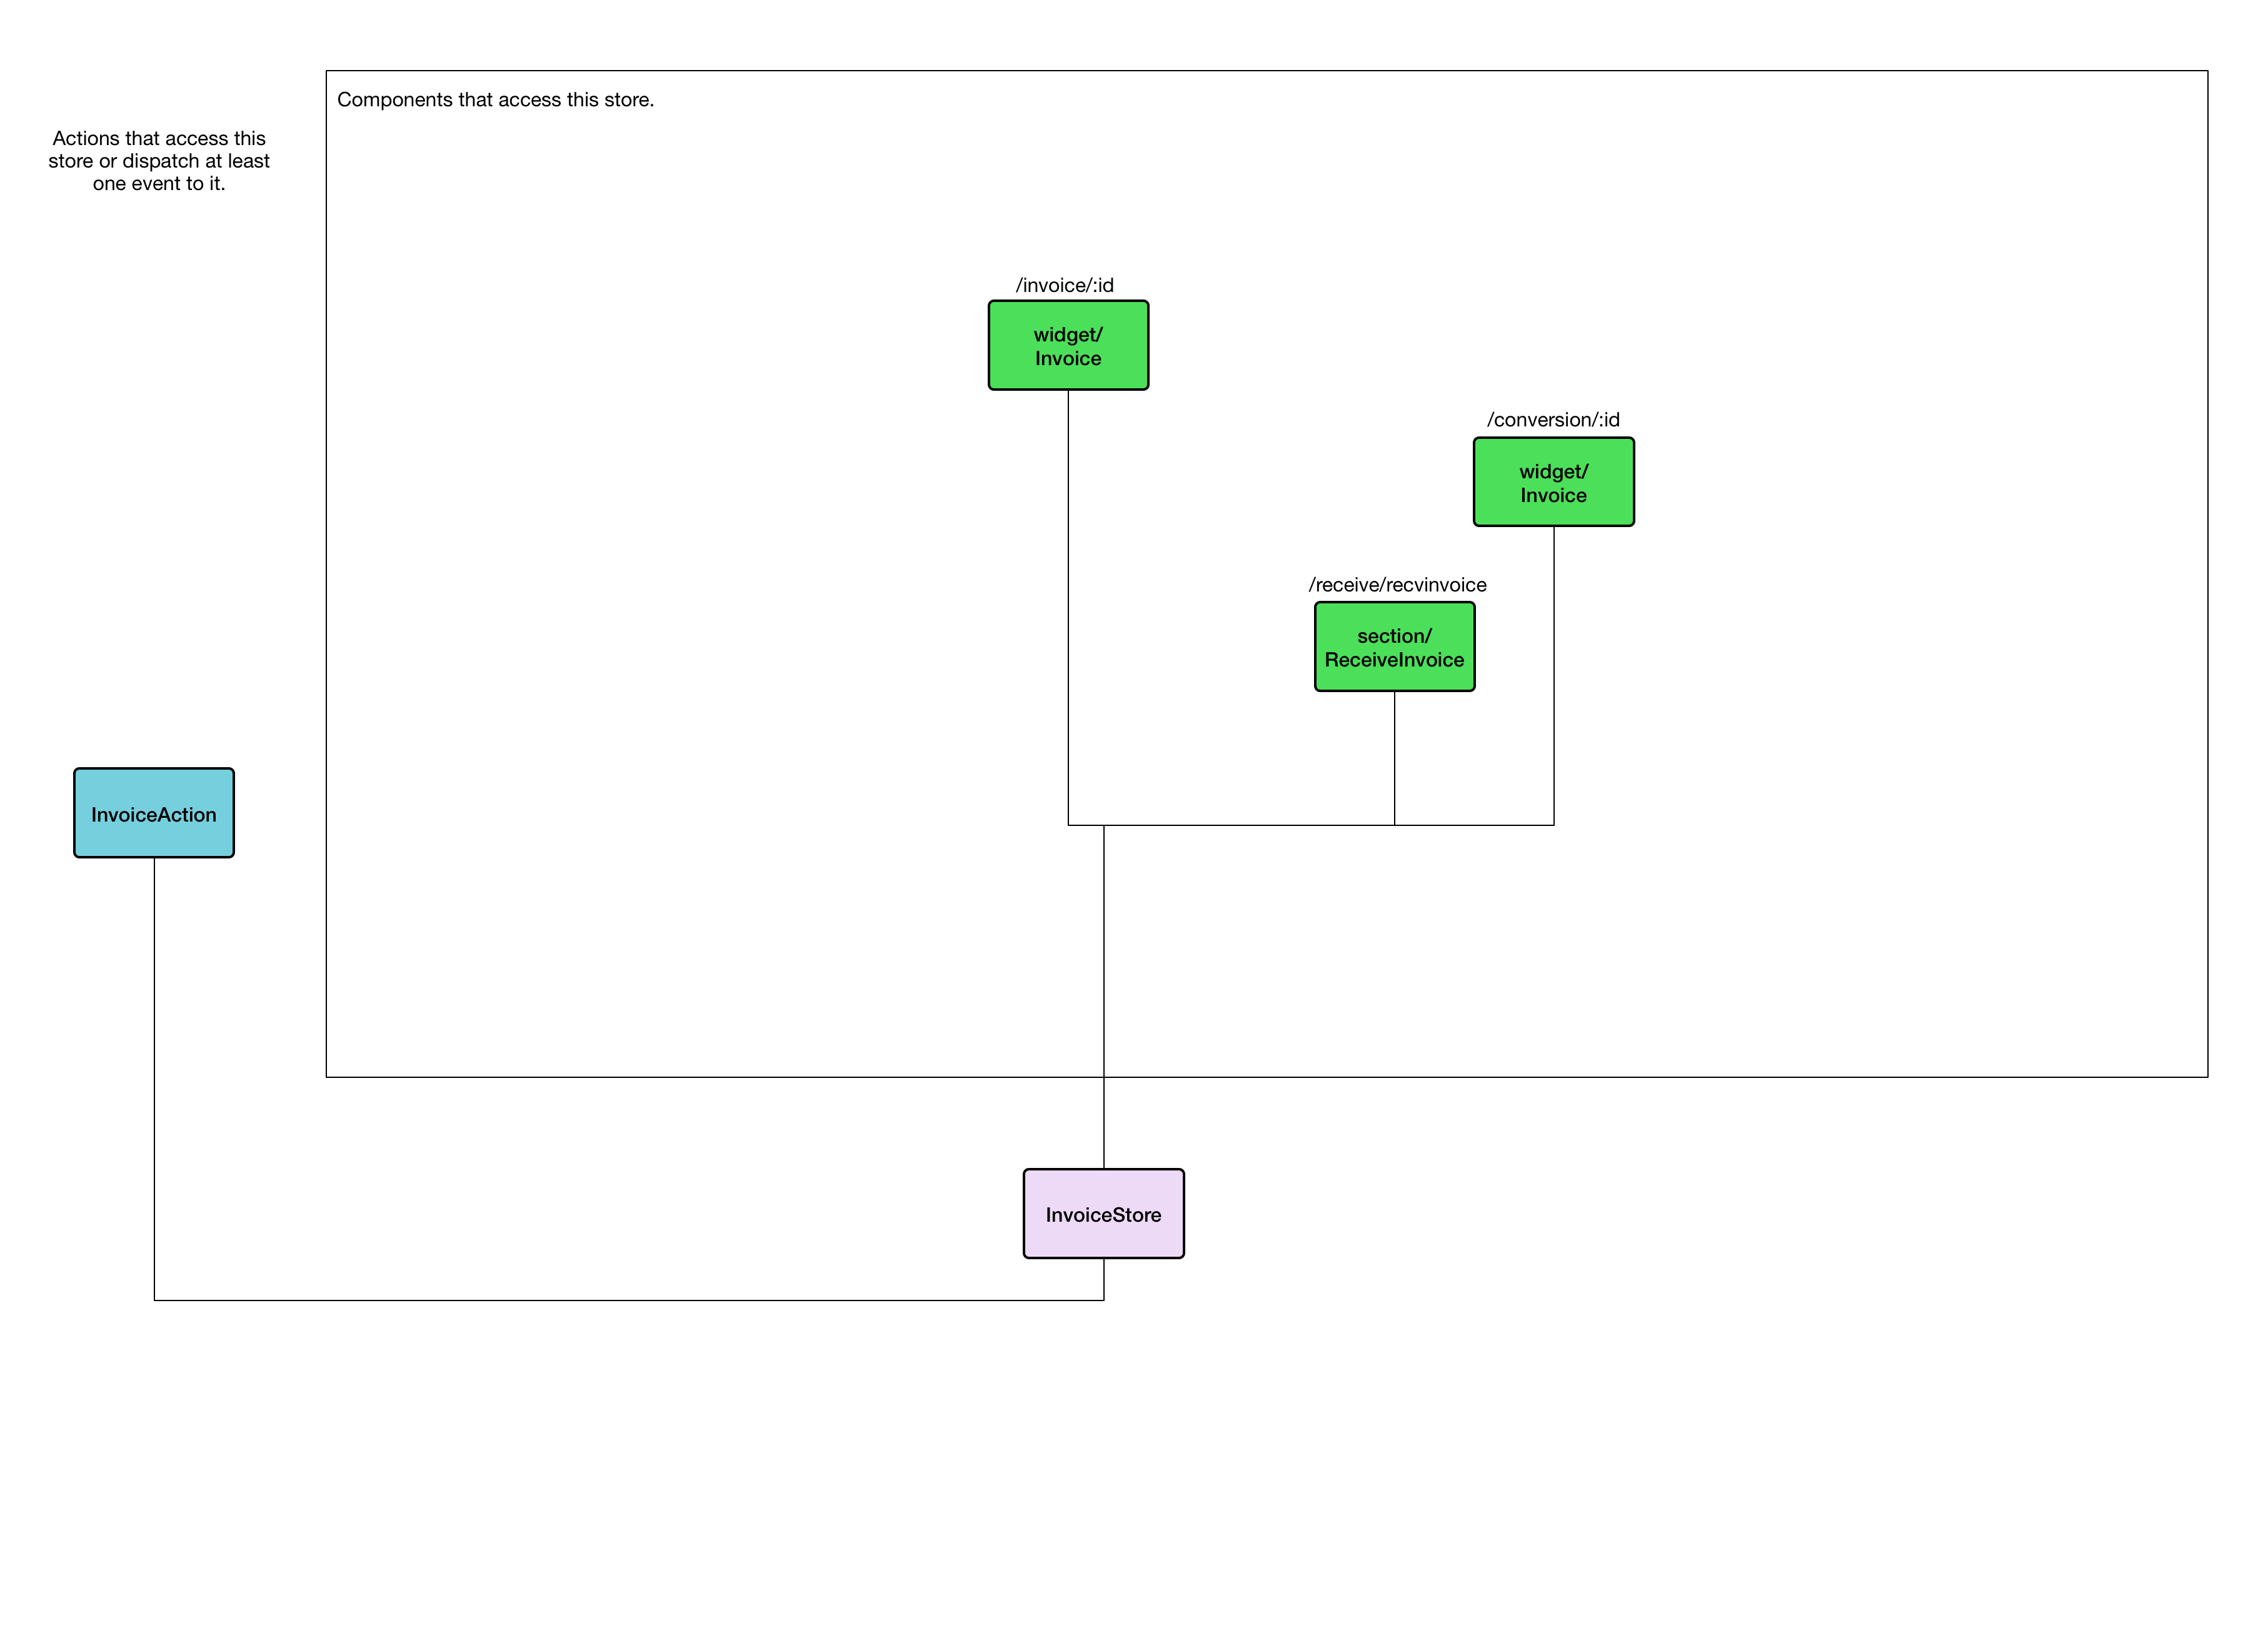 Components that access this store.
Actions that access this
store or dispatch at least
one event to it.
/invoice/:id
widget/
Invoice
/conversion/:id
widget/
Invoice
/receive/recvinvoice
section/
ReceiveInvoice
InvoiceAction
InvoiceStore